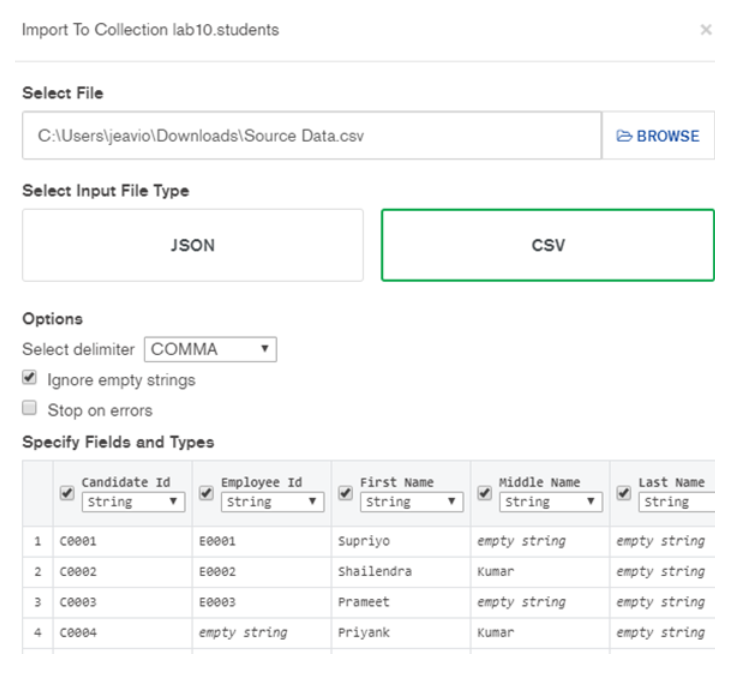 Import To Collection lab10.students ×
Select File
C:\Users\jeavio\Downloads\Source Data.csv BROWSE
Select Input File Type
JSON CSV
Options
Select delimiter COMMA
Ignore empty strings
Stop on errors
Specify Fields and Types
Candidate Id Employee Id First Name Middle Name Last Name
String String String String String
1 C0001 E0001 Supriyo empty string empty string
2 C0002 E0002 Shailendra Kumar empty string
3 C0003 E0003 Prameet empty string empty string
4 C0004 empty string Priyank Kumar empty string